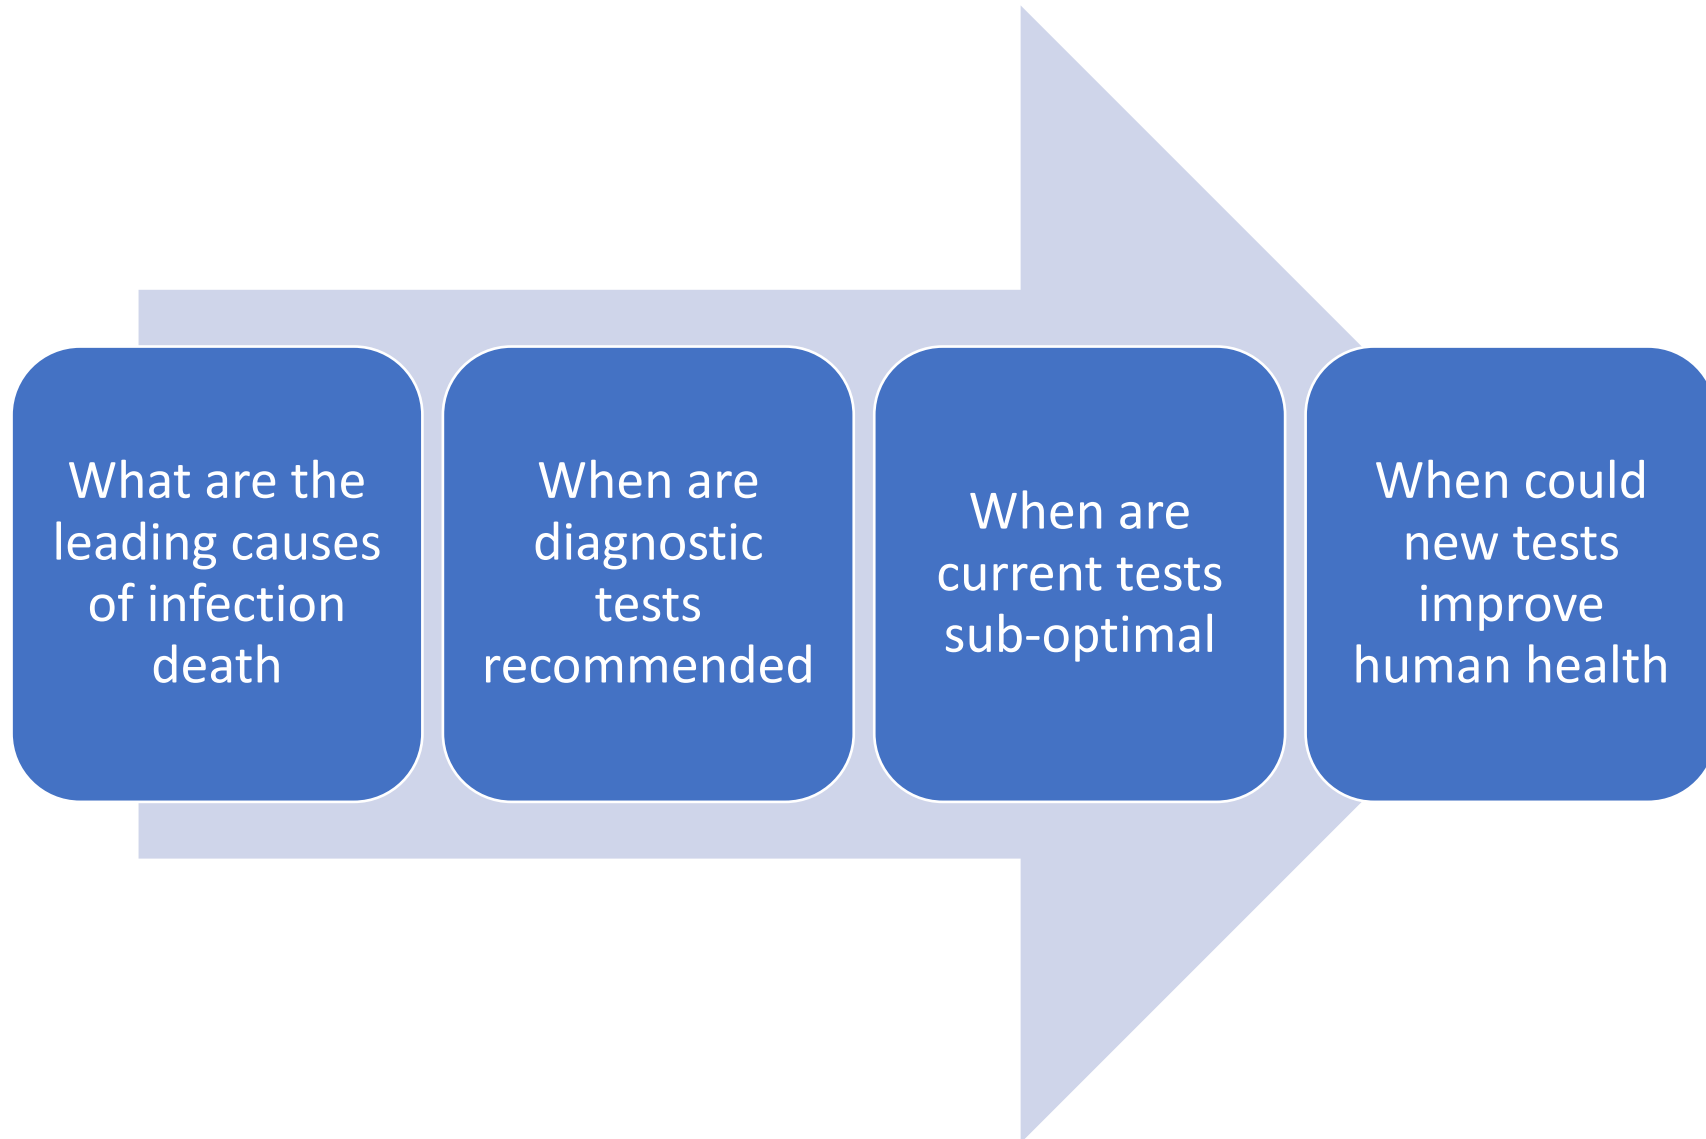 What are the
leading causes
of infection
death
When are
diagnostic
tests
recommended
When are
current tests
sub-optimal
When could
new tests
improve
human health